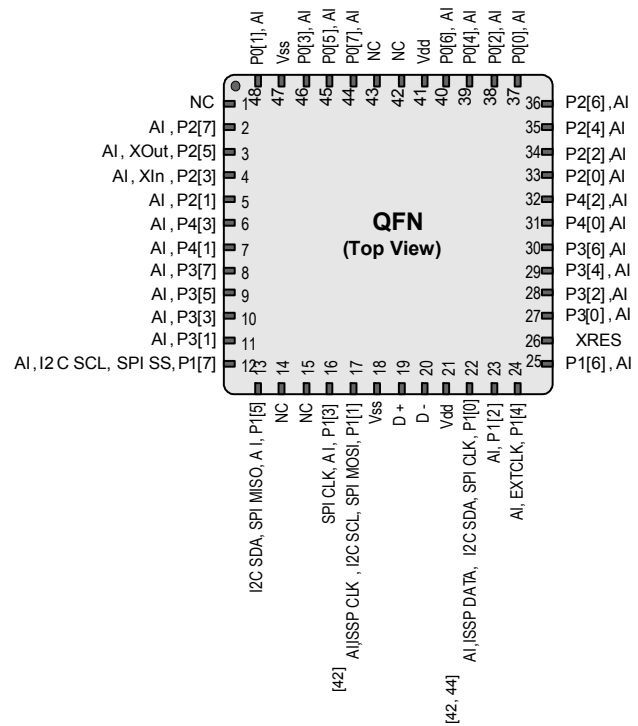 P0[1], AI
Vss
P0[3], AI
P0[5], AI
P0[7], AI
NC
NC
Vdd
P0[6], AI
P0[4], AI
P0[2], AI
P0[0], AI
48 47 46 45 44 43 42 41 40 39 38 37
NC 1
AI , P2[7] 2
AI , XOut, P2[5] 3
AI , XIn , P2[3] 4
AI , P2[1] 5
AI , P4[3] 6
AI , P4[1] 7
AI , P3[7] 8
AI , P3[5] 9
AI , P3[3] 10
AI , P3[1] 11
AI , I2 C SCL, SPI SS, P1[7] 12
QFN
(Top View)
36 P2[6] ,AI
35 P2[4] ,AI
34 P2[2] ,AI
33 P2[0] ,AI
32 P4[2] ,AI
31 P4[0] ,AI
30 P3[6] ,AI
29 P3[4] ,AI
28 P3[2] ,AI
27 P3[0] , AI
26 XRES
25 P1[6] , AI
13 14 15 16 17 18 19 20 21 22 23 24
I2C SDA, SPI MISO, A I, P1[5]
NC
NC
SPI CLK, A I, P1[3]
[42] AI,ISSP CLK , I2C SCL, SPI MOSI, P1[1]
Vss
D +
D -
Vdd
[42, 44] AI,ISSP DATA, I2C SDA, SPI CLK, P1[0]
AI, P1[2]
AI, EXTCLK, P1[4]